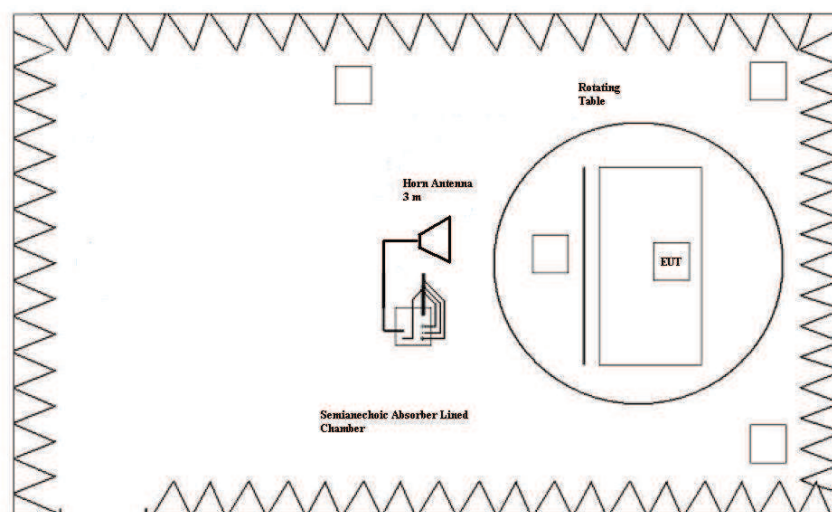 Rotating
Table
Horn Antenna
3 m
EUT
Semianechoic Absorber Lined
Chamber